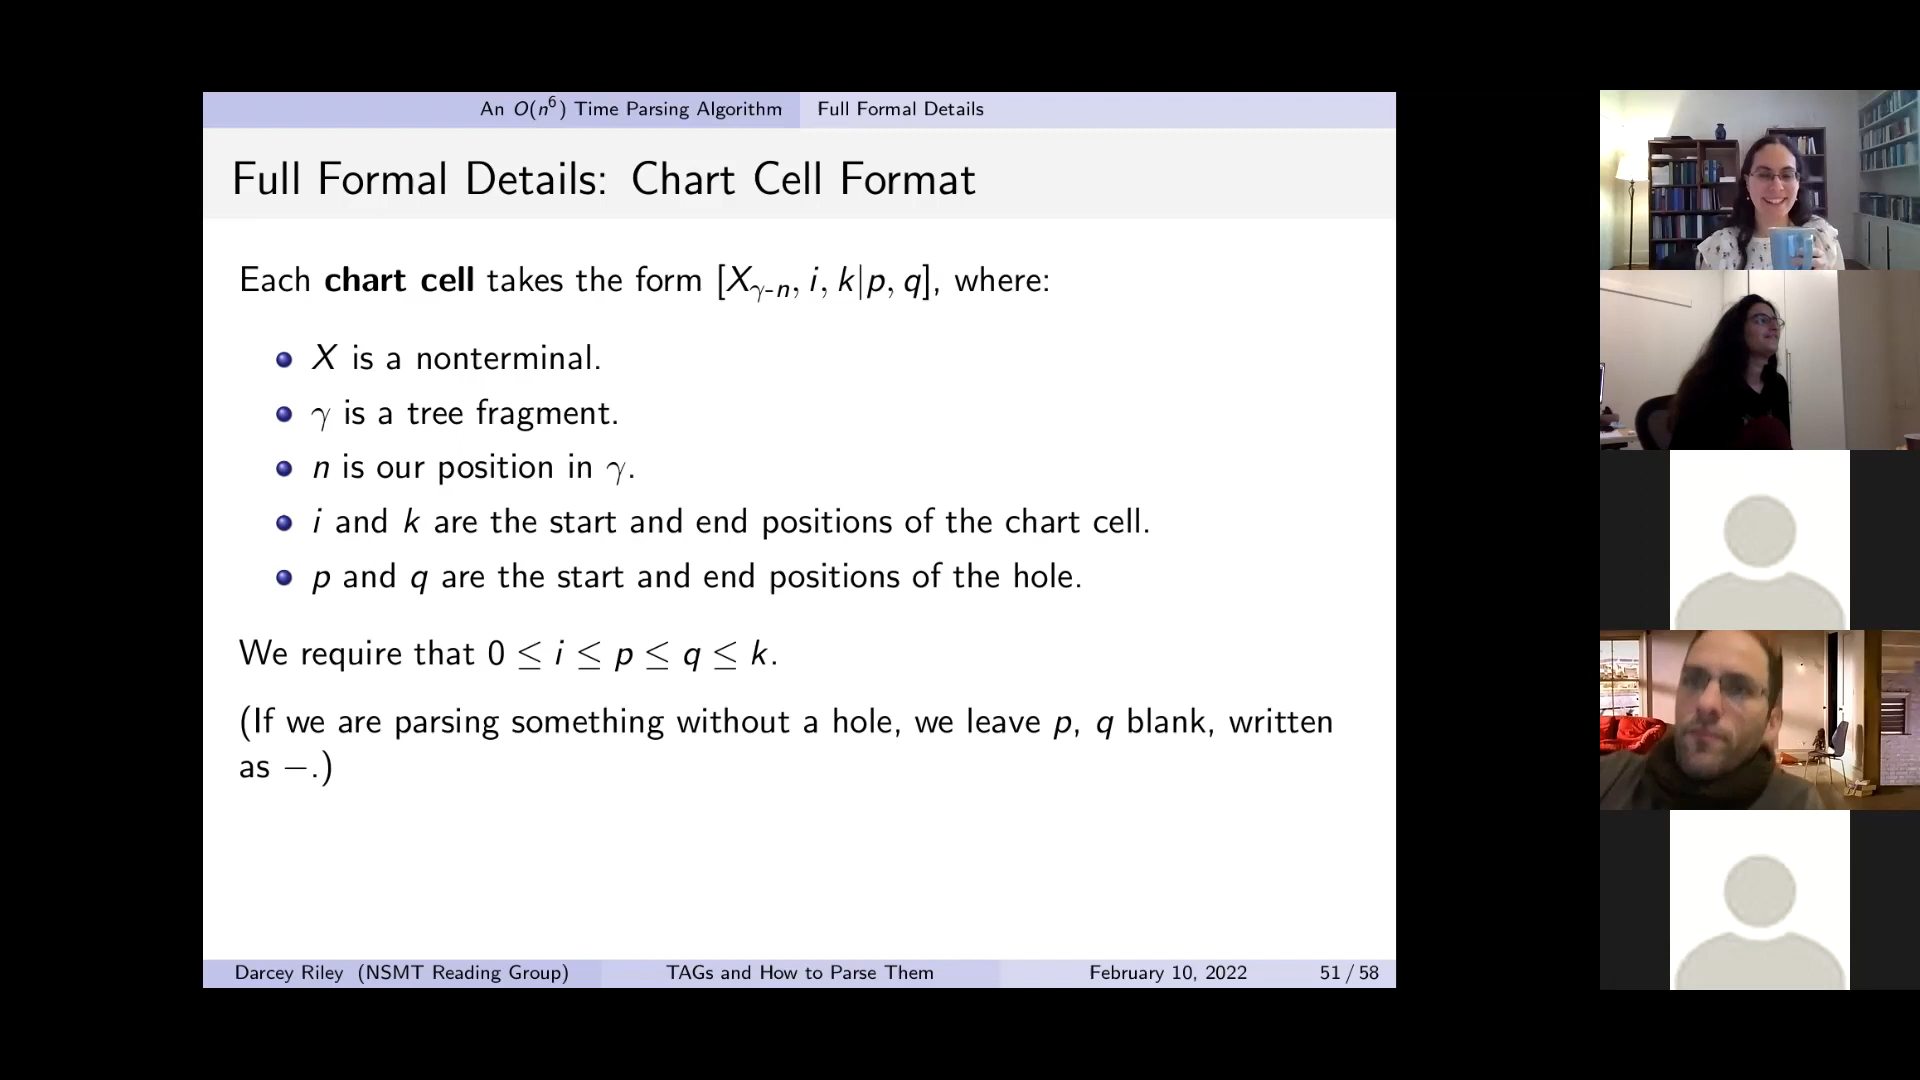 An O(n⁶) Time Parsing Algorithm Full Formal Details
Full Formal Details: Chart Cell Format
Each chart cell takes the form [X_{γ-n}, i, k|p, q], where:
X is a nonterminal.
γ is a tree fragment.
n is our position in γ.
i and k are the start and end positions of the chart cell.
p and q are the start and end positions of the hole.
We require that 0 ≤ i ≤ p ≤ q ≤ k.
(If we are parsing something without a hole, we leave p, q blank, written
as −.)
Darcey Riley (NSMT Reading Group) TAGs and How to Parse Them February 10, 2022 51 / 58